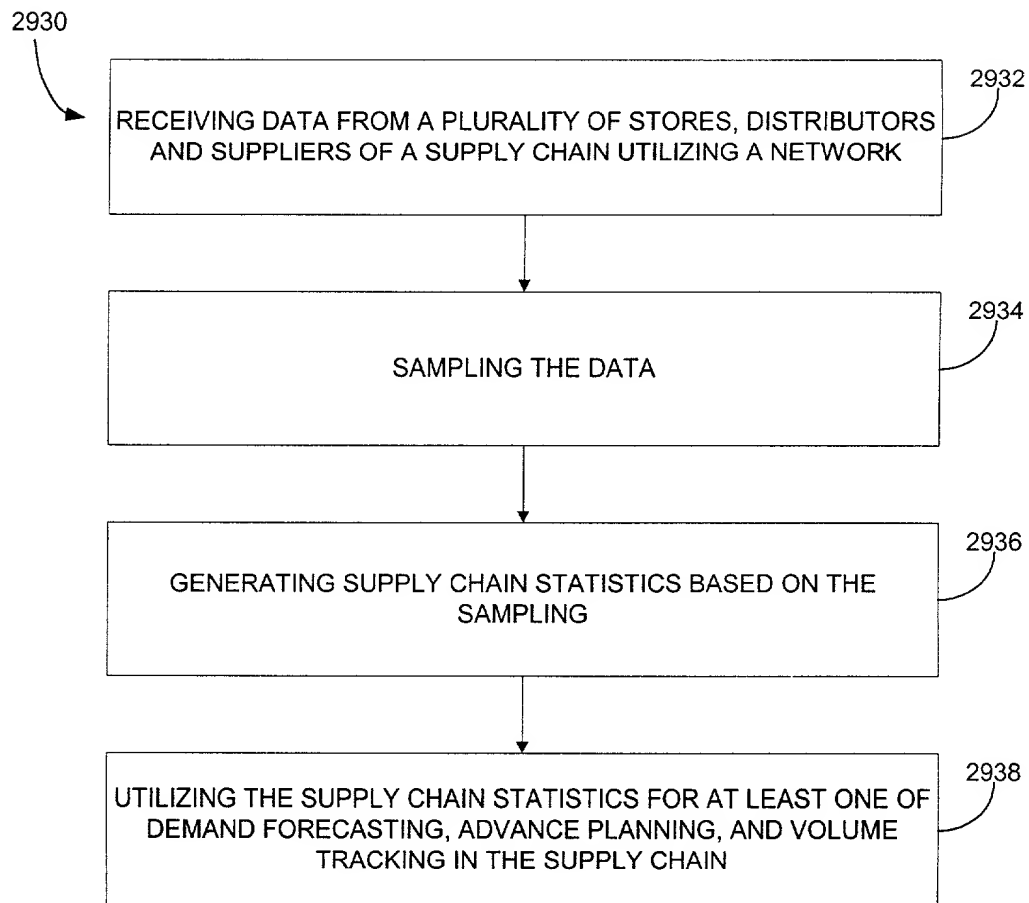 2930
2932
RECEIVING DATA FROM A PLURALITY OF STORES, DISTRIBUTORS
AND SUPPLIERS OF A SUPPLY CHAIN UTILIZING A NETWORK
2934
SAMPLING THE DATA
2936
GENERATING SUPPLY CHAIN STATISTICS BASED ON THE
SAMPLING
2938
UTILIZING THE SUPPLY CHAIN STATISTICS FOR AT LEAST ONE OF
DEMAND FORECASTING, ADVANCE PLANNING, AND VOLUME
TRACKING IN THE SUPPLY CHAIN